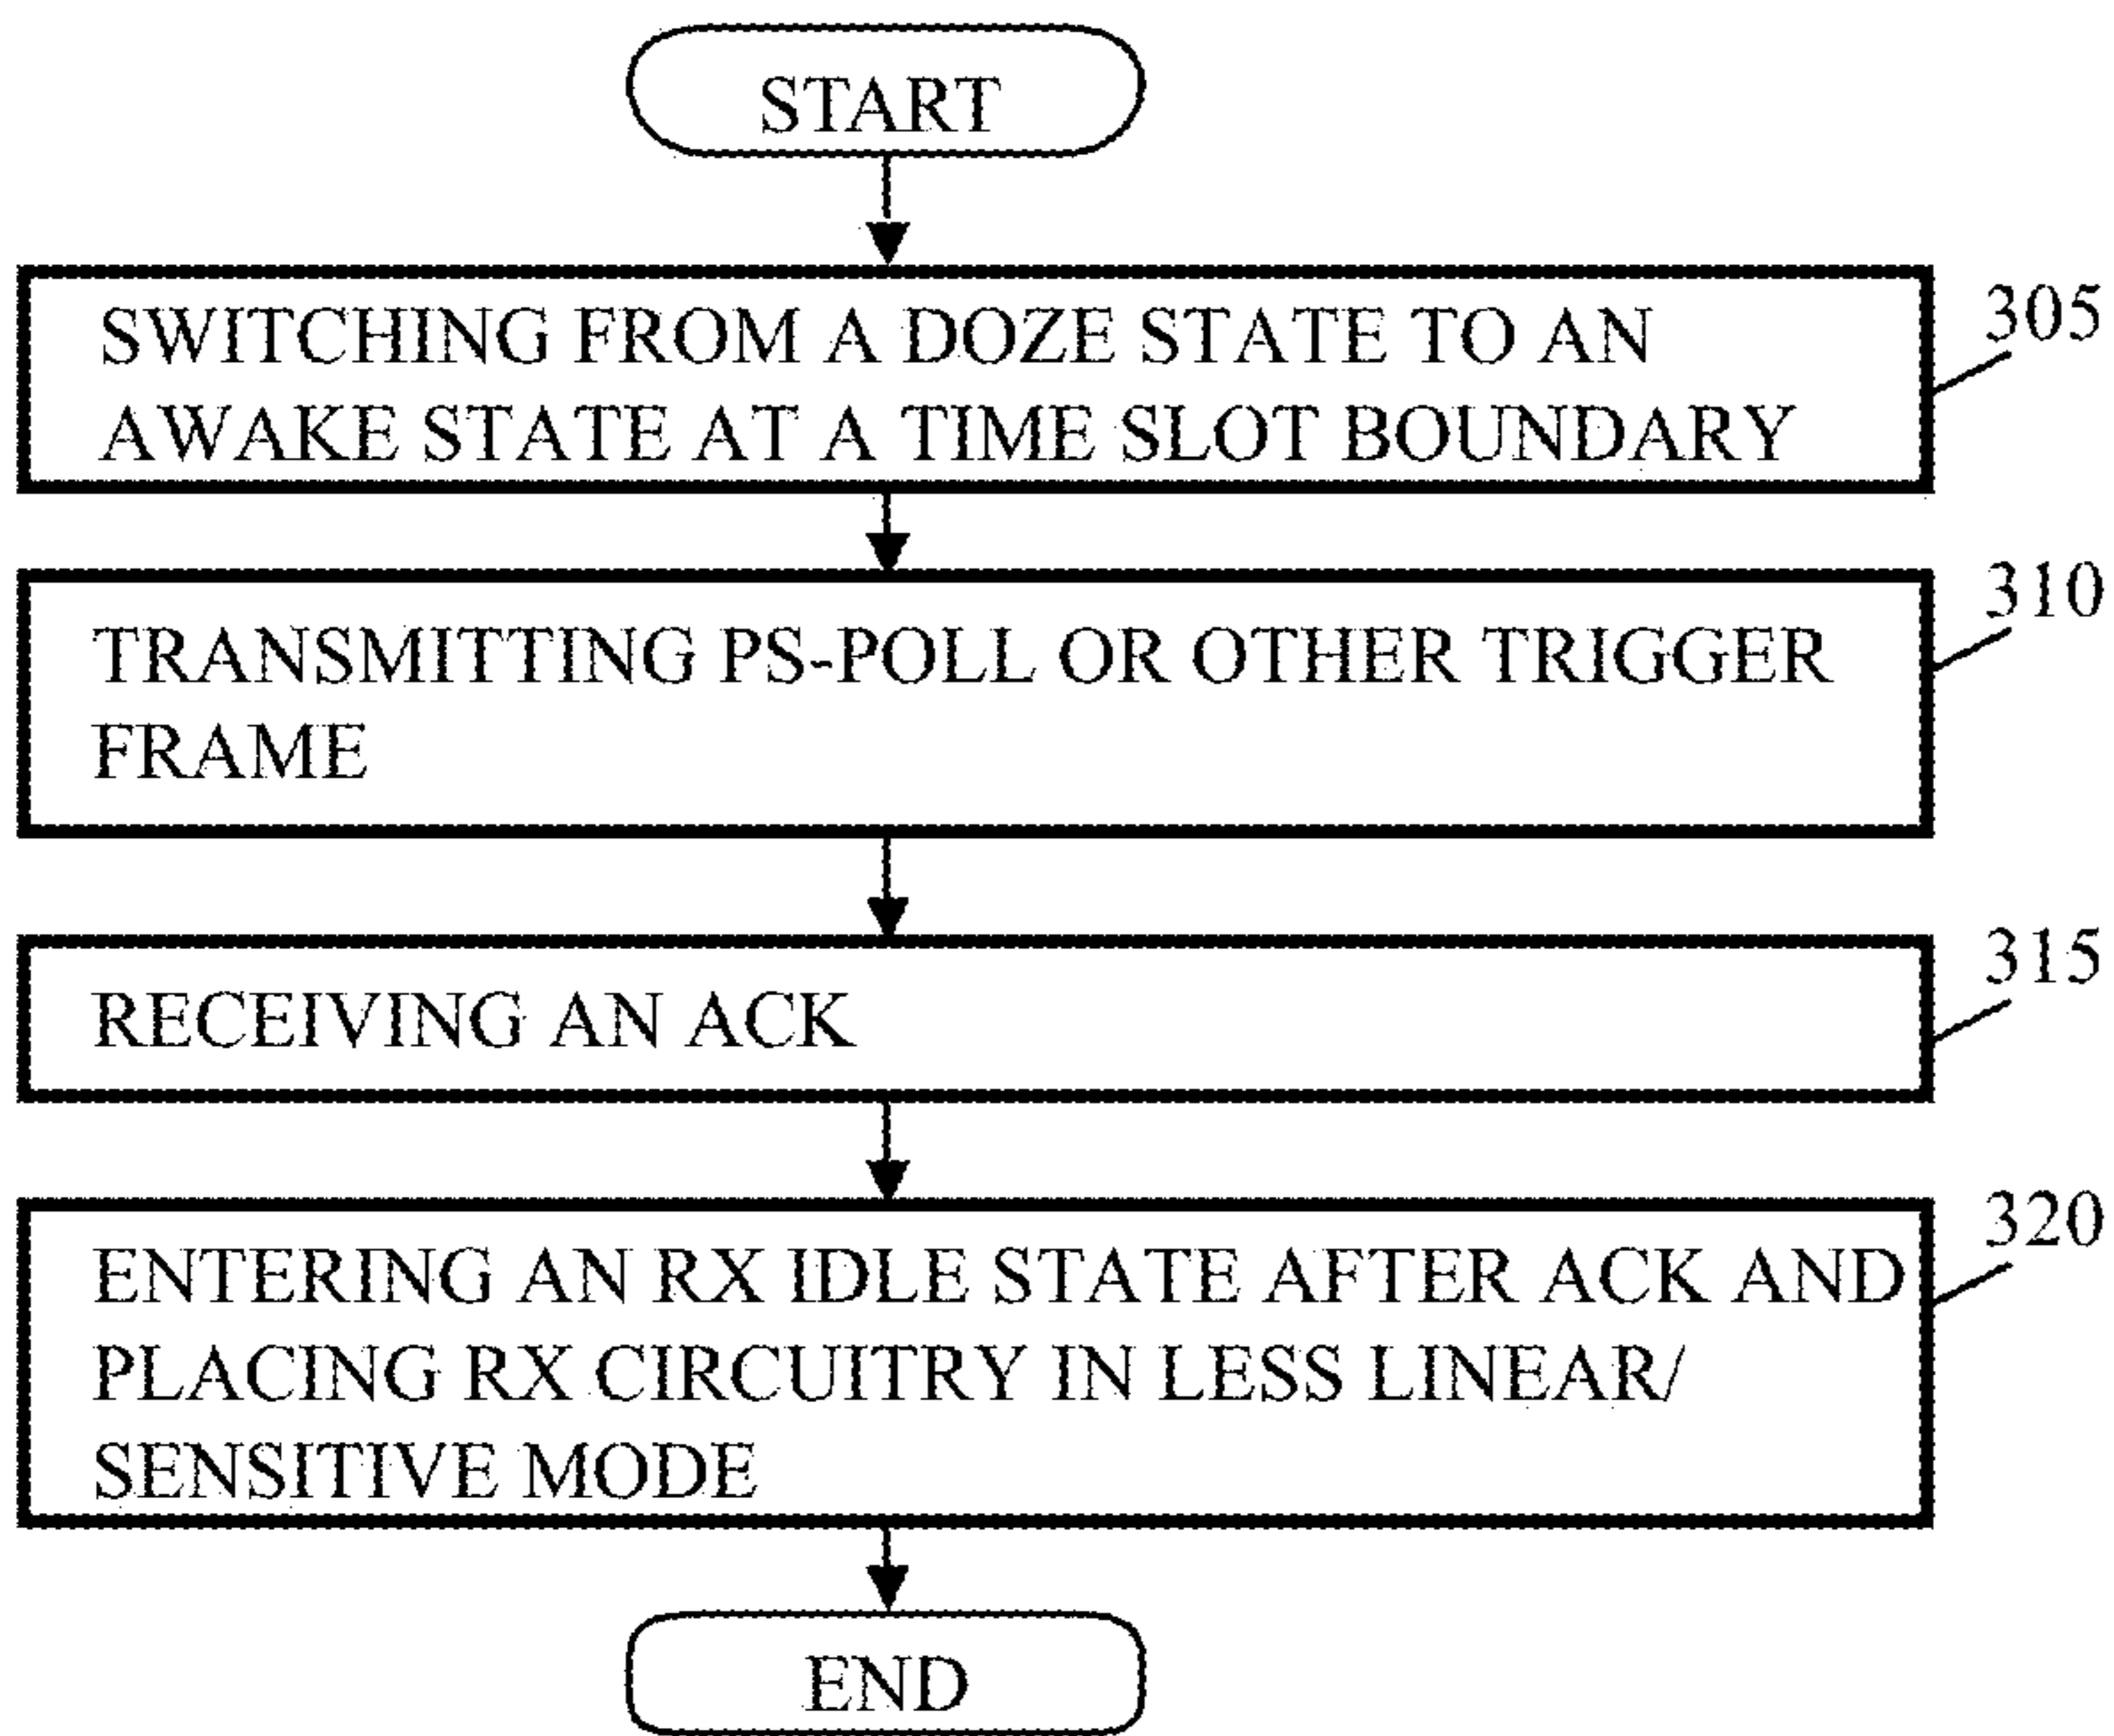 START
305
SWITCHING FROM A DOZE STATE TO AN
AWAKE STATE AT A TIME SLOT BOUNDARY
310
TRANSMITTING PS-POLL OR OTHER TRIGGER
FRAME
315
RECEIVING AN ACK
320
ENTERING AN RX IDLE STATE AFTER ACK AND
PLACING RX CIRCUITRY IN LESS LINEAR/
SENSITIVE MODE
END